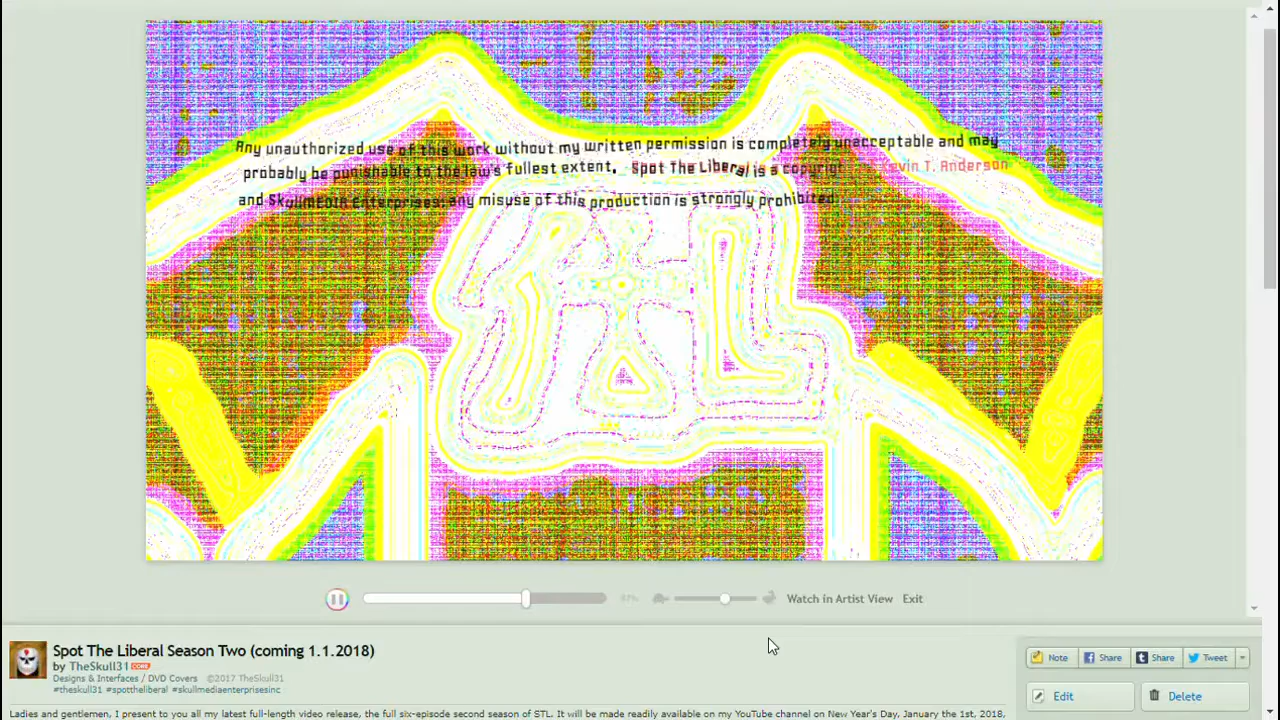 Any unauthorized use of this work without my written permission is completely unacceptable and may
probably be punishable to the law's fullest extent. Spot The Liberal is a copyright vin T. Anderson
and SkullMEDIA Enterprises; any misuse of this production is strongly prohibited.
STL
Watch in Artist View Exit
Spot The Liberal Season Two (coming 1.1.2018)
by TheSkull31 CORE
Designs & Interfaces / DVD Covers ©2017 TheSkull31
#theskull31 #spottheliberal #skullmediaenterprisesinc
Note Share Share Tweet
Edit Delete
Ladies and gentlemen, I present to you all my latest full-length video release, the full six-episode second season of STL. It will be made readily available on my YouTube channel on New Year's Day, January the 1st, 2018,